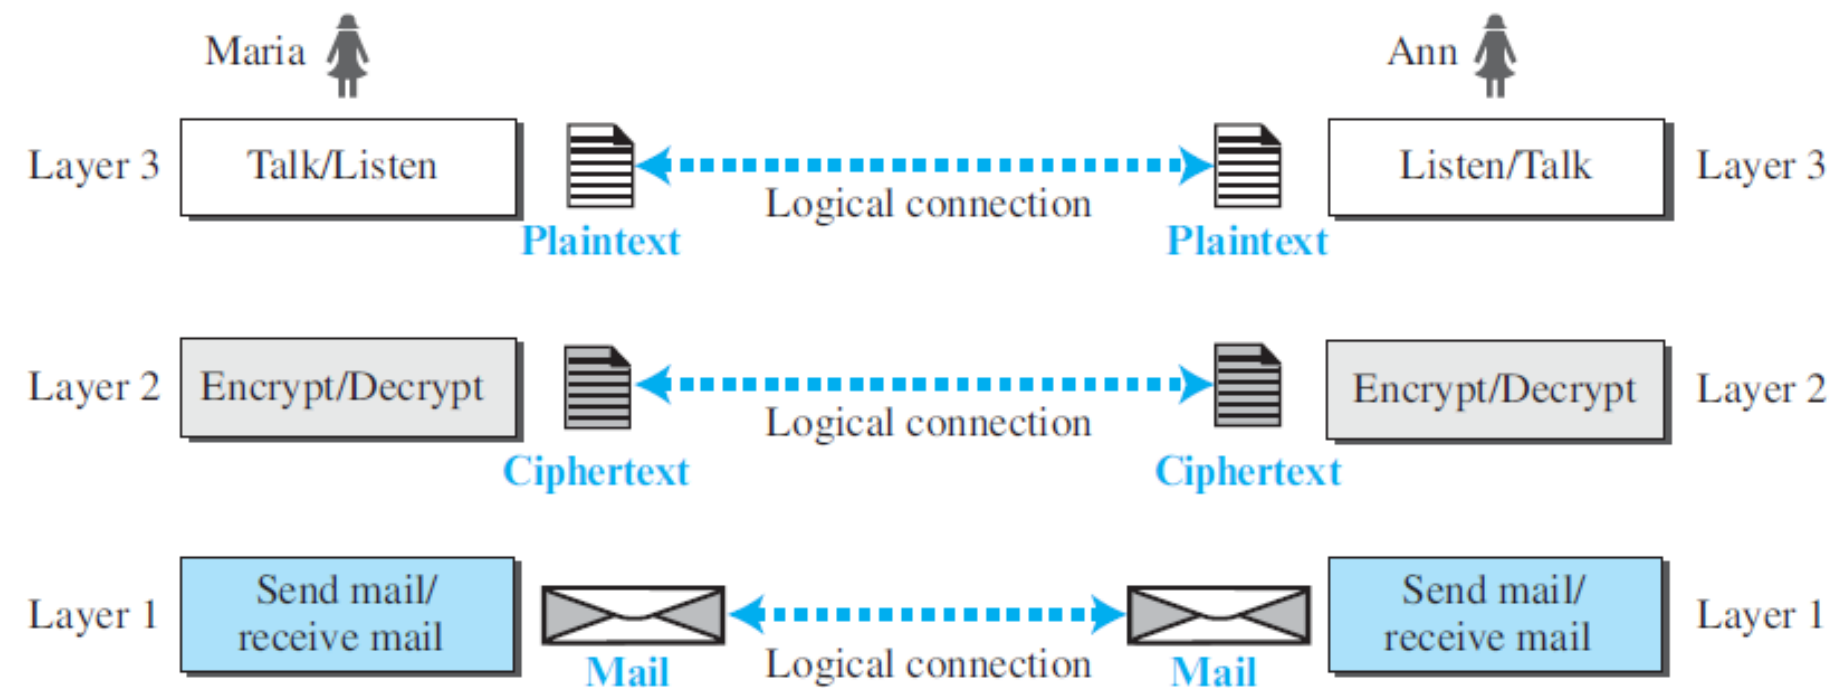 Maria
Ann
Layer 3
Talk/Listen
Plaintext
Logical connection
Plaintext
Listen/Talk
Layer 3
Layer 2
Encrypt/Decrypt
Ciphertext
Logical connection
Ciphertext
Encrypt/Decrypt
Layer 2
Layer 1
Send mail/
receive mail
Mail
Logical connection
Mail
Send mail/
receive mail
Layer 1